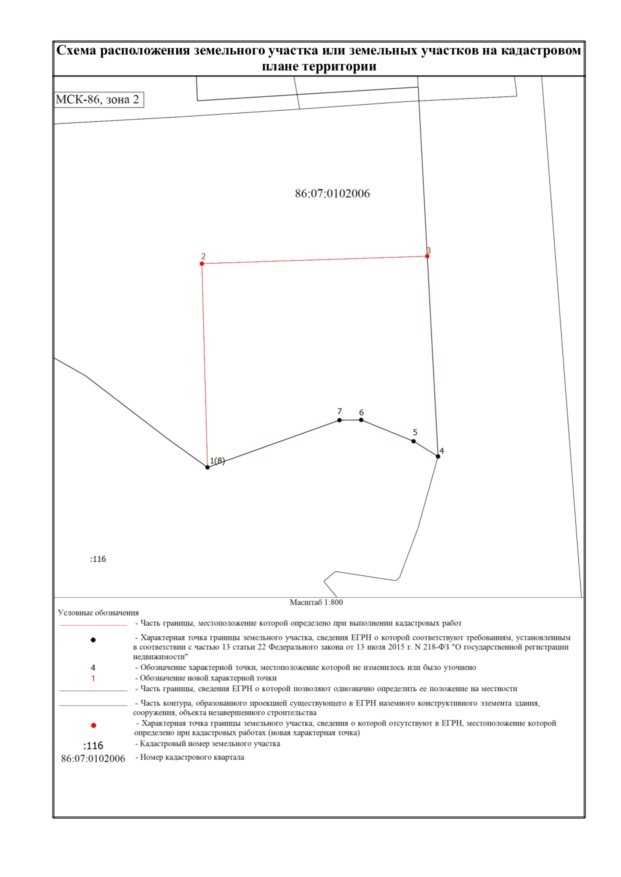 Схема расположения земельного участка или земельных участков на кадастровом
плане территории
МСК-86, зона 2
86:07:0102006
2
3
7
6
5
4
1(8)
:116
Масштаб 1:800
Условные обозначения
- Часть границы, местоположение которой определено при выполнении кадастровых работ
- Характерная точка границы земельного участка, сведения ЕГРН о которой соответствуют требованиям, установленным
в соответствии с частью 13 статьи 22 Федерального закона от 13 июля 2015 г. N 218-ФЗ "О государственной регистрации
недвижимости"
4 - Обозначение характерной точки, местоположение которой не изменилось или было уточнено
1 - Обозначение новой характерной точки
- Часть границы, сведения ЕГРН о которой позволяют однозначно определить ее положение на местности
- Часть контура, образованного проекцией существующего в ЕГРН наземного конструктивного элемента здания,
сооружения, объекта незавершенного строительства
- Характерная точка границы земельного участка, сведения о которой отсутствуют в ЕГРН, местоположение которой
определено при кадастровых работах (новая характерная точка)
:116 - Кадастровый номер земельного участка
86:07:0102006 - Номер кадастрового квартала